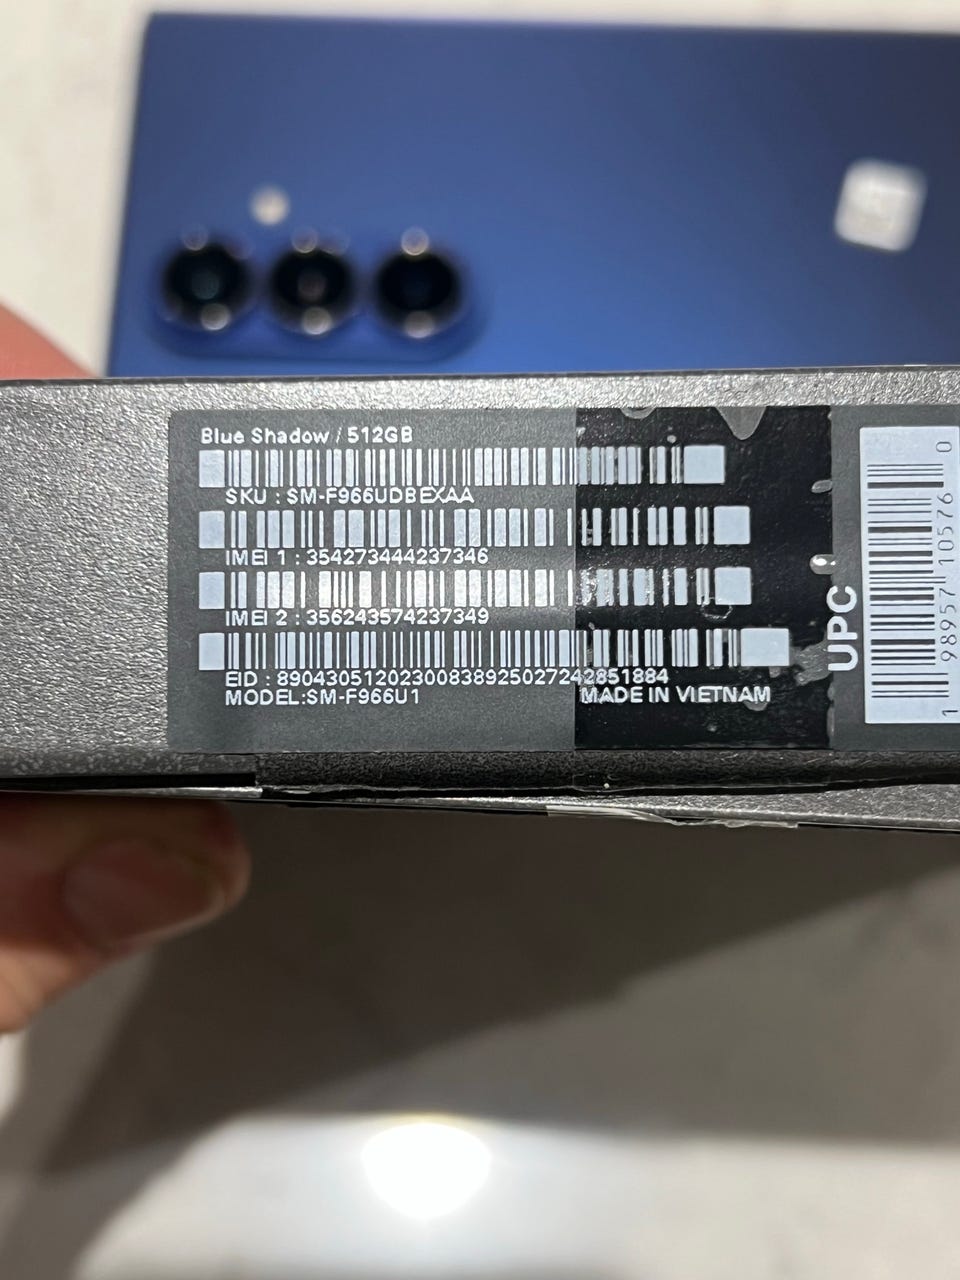 Blue Shadow / 512GB
SKU : SM-F966UDBEXAA
IMEI 1 : 354273444237346
IMEI 2 : 356243574237349
EID : 89043051202300838925027242851884
MODEL:SM-F966U1
MADE IN VIETNAM
UPC
1 98957 10576 0